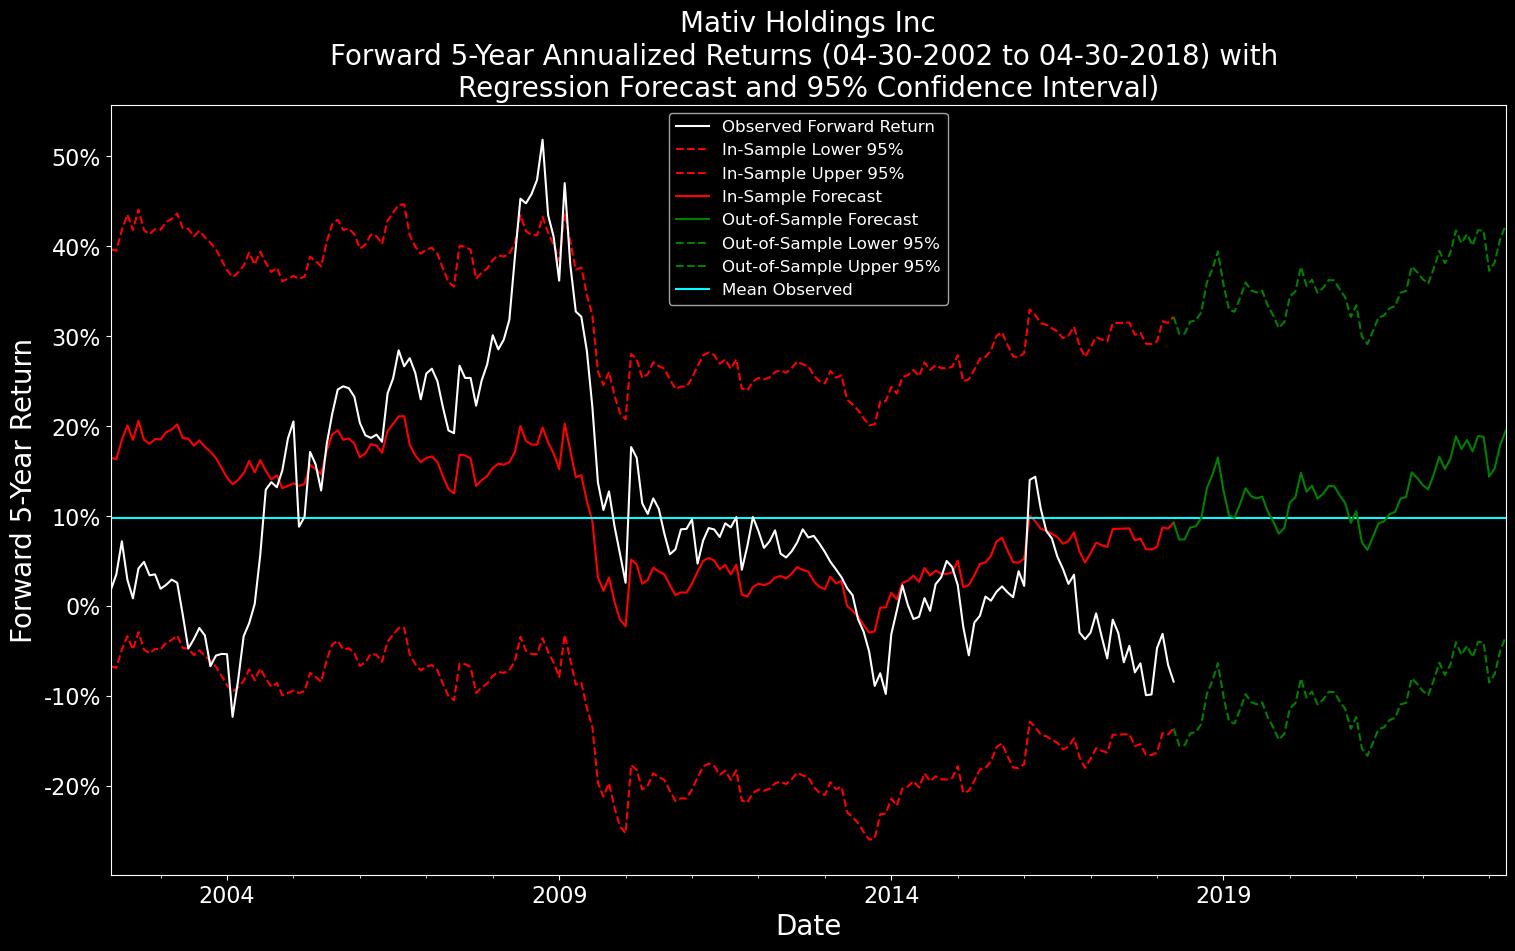 Mativ Holdings Inc
Forward 5-Year Annualized Returns (04-30-2002 to 04-30-2018) with
Regression Forecast and 95% Confidence Interval)
Observed Forward Return
In-Sample Lower 95%
In-Sample Upper 95%
In-Sample Forecast
Out-of-Sample Forecast
Out-of-Sample Lower 95%
Out-of-Sample Upper 95%
Mean Observed
Forward 5-Year Return
50%
40%
30%
20%
10%
0%
-10%
-20%
2004
2009
2014
2019
Date